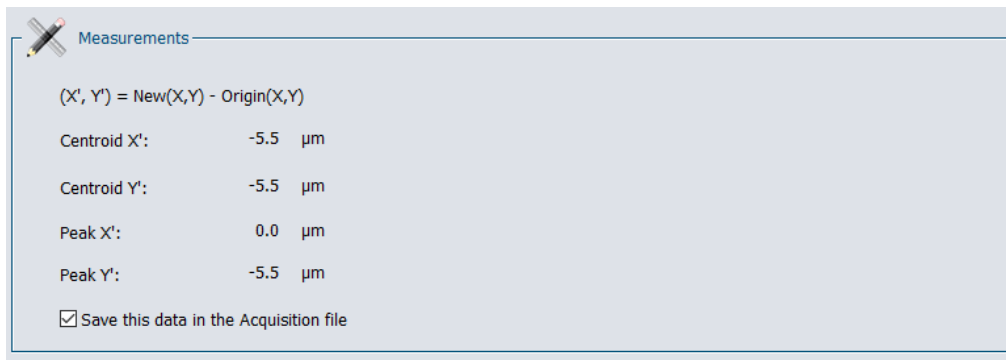 Measurements
(X', Y') = New(X,Y) - Origin(X,Y)
Centroid X': -5.5 µm
Centroid Y': -5.5 µm
Peak X': 0.0 µm
Peak Y': -5.5 µm
Save this data in the Acquisition file